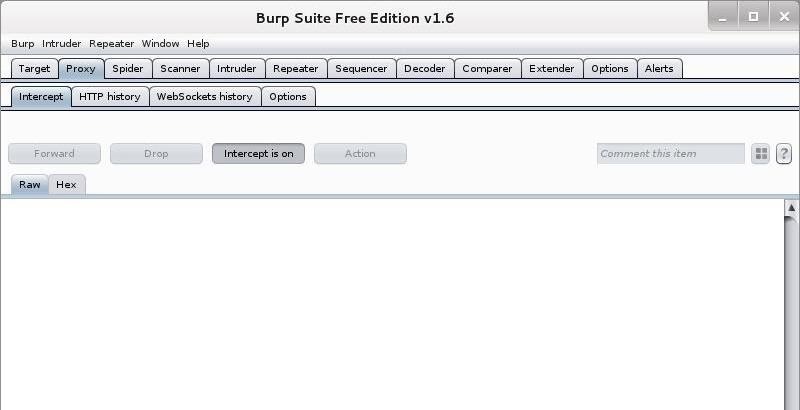 Burp Suite Free Edition v1.6
Burp Intruder Repeater Window Help
Target Proxy Spider Scanner Intruder Repeater Sequencer Decoder Comparer Extender Options Alerts
Intercept HTTP history WebSockets history Options
Forward Drop Intercept is on Action Comment this item ?
Raw Hex